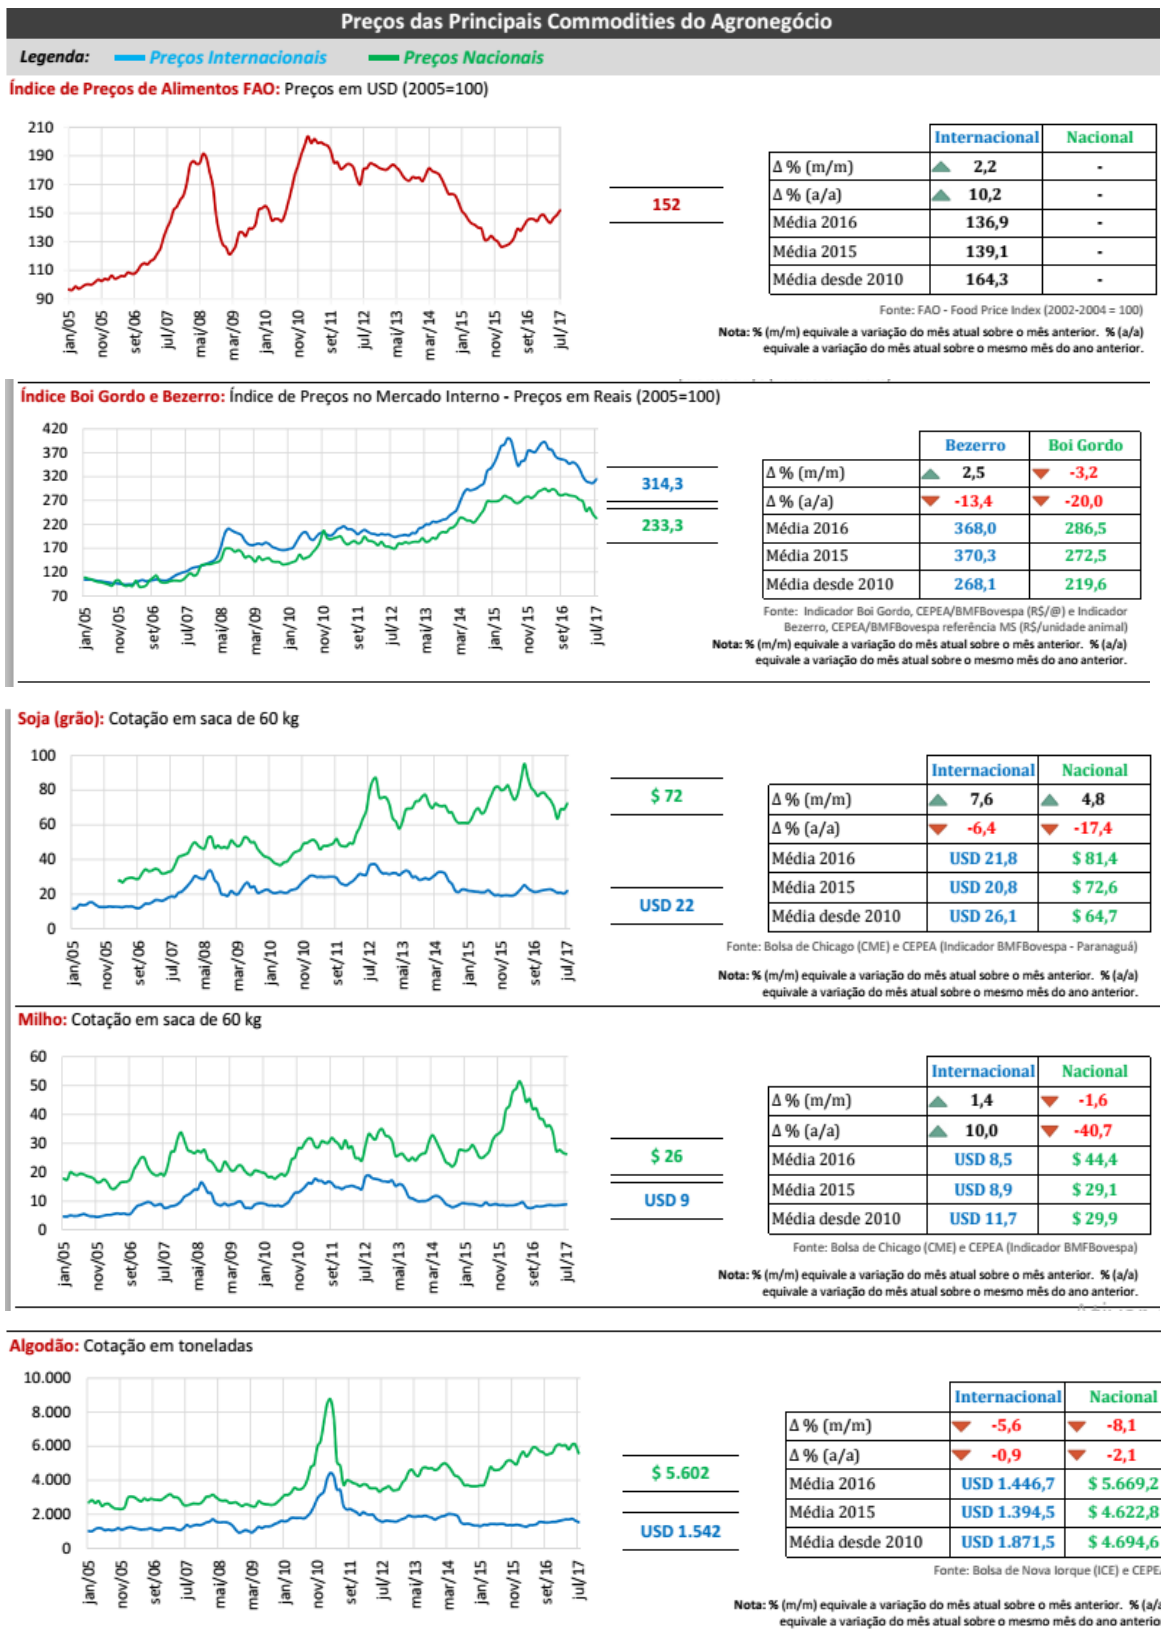 Preços das Principais Commodities do Agronegócio
Legenda: Preços Internacionais Preços Nacionais
Índice de Preços de Alimentos FAO: Preços em USD (2005=100)
210
190
170
150
130
110
90
jan/05 nov/05 set/06 jul/07 mai/08 mar/09 jan/10 nov/10 set/11 jul/12 mai/13 mar/14 jan/15 nov/15 set/16 jul/17
152
Internacional Nacional
Δ % (m/m) 2,2 -
Δ % (a/a) 10,2 -
Média 2016 136,9 -
Média 2015 139,1 -
Média desde 2010 164,3 -
Fonte: FAO - Food Price Index (2002-2004 = 100)
Nota: % (m/m) equivale a variação do mês atual sobre o mês anterior. % (a/a)
equivale a variação do mês atual sobre o mesmo mês do ano anterior.
Índice Boi Gordo e Bezerro: Índice de Preços no Mercado Interno - Preços em Reais (2005=100)
420
370
320
270
220
170
120
70
jan/05 nov/05 set/06 jul/07 mai/08 mar/09 jan/10 nov/10 set/11 jul/12 mai/13 mar/14 jan/15 nov/15 set/16 jul/17
314,3
233,3
Bezerro Boi Gordo
Δ % (m/m) 2,5 -3,2
Δ % (a/a) -13,4 -20,0
Média 2016 368,0 286,5
Média 2015 370,3 272,5
Média desde 2010 268,1 219,6
Fonte: Indicador Boi Gordo, CEPEA/BMFBovespa (R$/@) e Indicador
Bezerro, CEPEA/BMFBovespa referência MS (R$/unidade animal)
Nota: % (m/m) equivale a variação do mês atual sobre o mês anterior. % (a/a)
equivale a variação do mês atual sobre o mesmo mês do ano anterior.
Soja (grão): Cotação em saca de 60 kg
100
80
60
40
20
0
jan/05 nov/05 set/06 jul/07 mai/08 mar/09 jan/10 nov/10 set/11 jul/12 mai/13 mar/14 jan/15 nov/15 set/16 jul/17
$ 72
USD 22
Internacional Nacional
Δ % (m/m) 7,6 4,8
Δ % (a/a) -6,4 -17,4
Média 2016 USD 21,8 $ 81,4
Média 2015 USD 20,8 $ 72,6
Média desde 2010 USD 26,1 $ 64,7
Fonte: Bolsa de Chicago (CME) e CEPEA (Indicador BMFBovespa - Paranaguá)
Nota: % (m/m) equivale a variação do mês atual sobre o mês anterior. % (a/a)
equivale a variação do mês atual sobre o mesmo mês do ano anterior.
Milho: Cotação em saca de 60 kg
60
50
40
30
20
10
0
jan/05 nov/05 set/06 jul/07 mai/08 mar/09 jan/10 nov/10 set/11 jul/12 mai/13 mar/14 jan/15 nov/15 set/16 jul/17
$ 26
USD 9
Internacional Nacional
Δ % (m/m) 1,4 -1,6
Δ % (a/a) 10,0 -40,7
Média 2016 USD 8,5 $ 44,4
Média 2015 USD 8,9 $ 29,1
Média desde 2010 USD 11,7 $ 29,9
Fonte: Bolsa de Chicago (CME) e CEPEA (Indicador BMFBovespa)
Nota: % (m/m) equivale a variação do mês atual sobre o mês anterior. % (a/a)
equivale a variação do mês atual sobre o mesmo mês do ano anterior.
Algodão: Cotação em toneladas
10.000
8.000
6.000
4.000
2.000
0
jan/05 nov/05 set/06 jul/07 mai/08 mar/09 jan/10 nov/10 set/11 jul/12 mai/13 mar/14 jan/15 nov/15 set/16 jul/17
$ 5.602
USD 1.542
Internacional Nacional
Δ % (m/m) -5,6 -8,1
Δ % (a/a) -0,9 -2,1
Média 2016 USD 1.446,7 $ 5.669,2
Média 2015 USD 1.394,5 $ 4.622,8
Média desde 2010 USD 1.871,5 $ 4.694,6
Fonte: Bolsa de Nova Iorque (ICE) e CEPE
Nota: % (m/m) equivale a variação do mês atual sobre o mês anterior. % (a/a
equivale a variação do mês atual sobre o mesmo mês do ano anterio